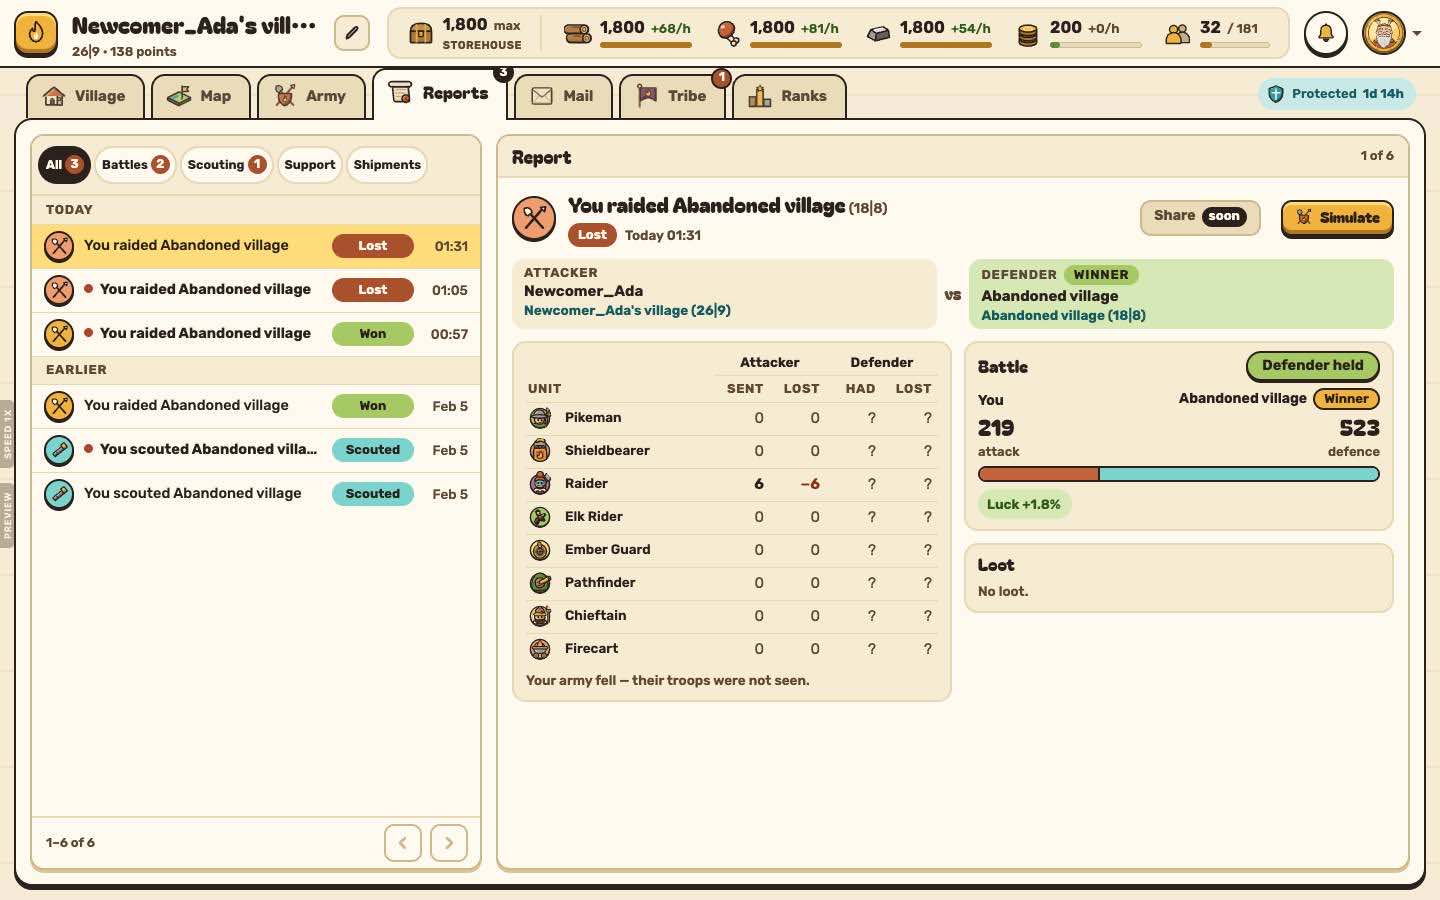 Newcomer_Ada's vill···
26|9 • 138 points
1,800 max
STOREHOUSE
1,800 +68/h
1,800 +81/h
1,800 +54/h
200 +0/h
32 / 181
Village
Map
Army
Reports
3
Mail
Tribe
1
Ranks
Protected 1d 14h
All 3
Battles 2
Scouting 1
Support
Shipments
TODAY
You raided Abandoned village Lost 01:31
You raided Abandoned village Lost 01:05
You raided Abandoned village Won 00:57
EARLIER
You raided Abandoned village Won Feb 5
You scouted Abandoned villa... Scouted Feb 5
You scouted Abandoned village Scouted Feb 5
1–6 of 6
SPEED 1X
PREVIEW
Report
1 of 6
You raided Abandoned village (18|8)
Lost Today 01:31
Share soon
Simulate
ATTACKER
Newcomer_Ada
Newcomer_Ada's village (26|9)
vs
DEFENDER WINNER
Abandoned village
Abandoned village (18|8)
Attacker Defender
UNIT SENT LOST HAD LOST
Pikeman 0 0 ? ?
Shieldbearer 0 0 ? ?
Raider 6 –6 ? ?
Elk Rider 0 0 ? ?
Ember Guard 0 0 ? ?
Pathfinder 0 0 ? ?
Chieftain 0 0 ? ?
Firecart 0 0 ? ?
Your army fell — their troops were not seen.
Battle
Defender held
You
Abandoned village Winner
219
523
attack
defence
Luck +1.8%
Loot
No loot.